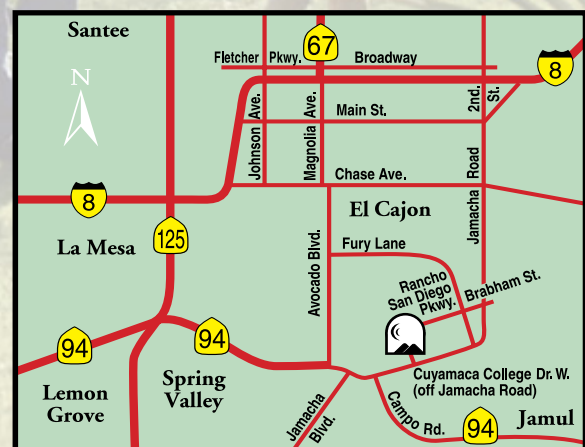 Santee
67
Fletcher Pkwy. Broadway
8
N
Johnson Ave.
Magnolia Ave.
2nd. St.
Main St.
Chase Ave.
Jamacha Road
8
El Cajon
125
La Mesa
Avocado Blvd.
Fury Lane
Rancho
San Diego
Pkwy.
Brabham St.
94
94
Lemon
Grove
Spring
Valley
Cuyamaca College Dr. W.
(off Jamacha Road)
Jamacha
Blvd.
Campo Rd.
94
Jamul